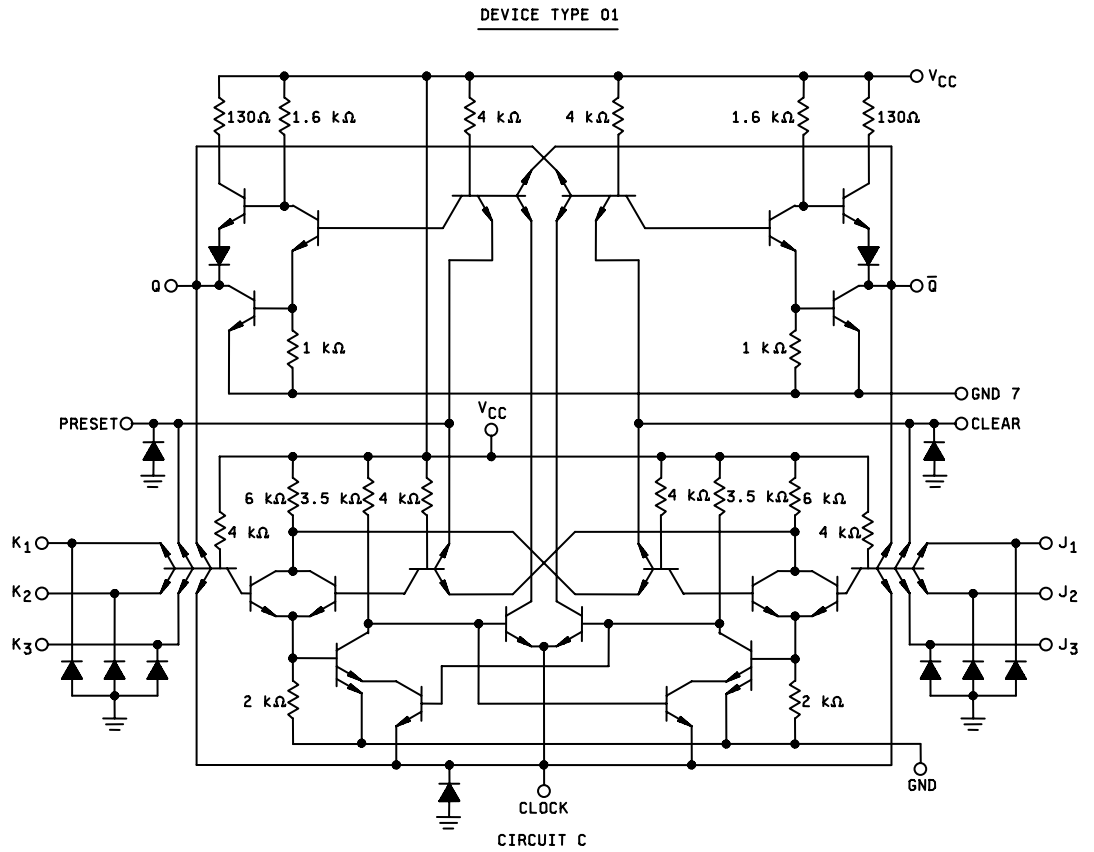 DEVICE TYPE 01
VCC
130Ω 1.6 kΩ 4 kΩ 4 kΩ 1.6 kΩ 130Ω
Q Q̅
1 kΩ 1 kΩ
GND 7
PRESET VCC CLEAR
6 kΩ 3.5 kΩ 4 kΩ 4 kΩ 3.5 kΩ 6 kΩ
4 kΩ 4 kΩ
K1 J1
K2 J2
K3 J3
2 kΩ 2 kΩ
GND
CLOCK
CIRCUIT C